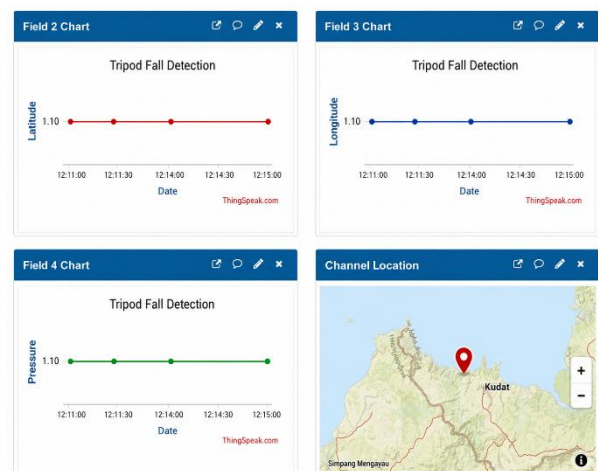 Field 2 Chart
Tripod Fall Detection
Latitude
1.10
12:11:00 12:11:30 12:14:00 12:14:30 12:15:00
Date
ThingSpeak.com
Field 3 Chart
Tripod Fall Detection
Longitude
1.10
12:11:00 12:11:30 12:14:00 12:14:30 12:15:00
Date
ThingSpeak.com
Field 4 Chart
Tripod Fall Detection
Pressure
1.10
12:11:00 12:11:30 12:14:00 12:14:30 12:15:00
Date
ThingSpeak.com
Channel Location
Kudat
+
−
Simpang Mengayau